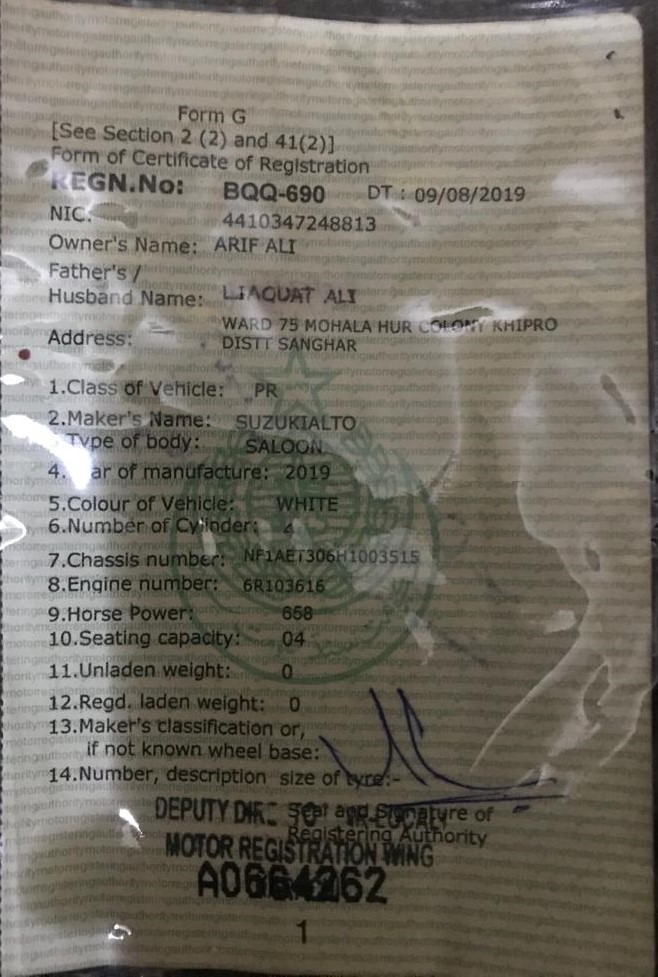 Form G
[See Section 2 (2) and 41(2)]
Form of Certificate of Registration
REGN.No: BQQ-690 DT : 09/08/2019
NIC: 4410347248813
Owner's Name: ARIF ALI
Father's /
Husband Name: LIAQUAT ALI
WARD 75 MOHALA HUR COLONY KHIPRO
Address: DISTT SANGHAR
1.Class of Vehicle: PR
2.Maker's Name: SUZUKIALTO
Type of body: SALOON
4. ar of manufacture: 2019
5.Colour of Vehicle: WHITE
6.Number of Cylinder:
7.Chassis number: NF1AET306H1003515
8.Engine number: 6R103616
9.Horse Power: 658
10.Seating capacity: 04
11.Unladen weight: 0
12.Regd. laden weight: 0
13.Maker's classification or,
if not known wheel base:
14.Number, description size of tyre:-
Seal and Signature of
Registering Authority
DEPUTY
MOTOR REGISTRATION WING
1